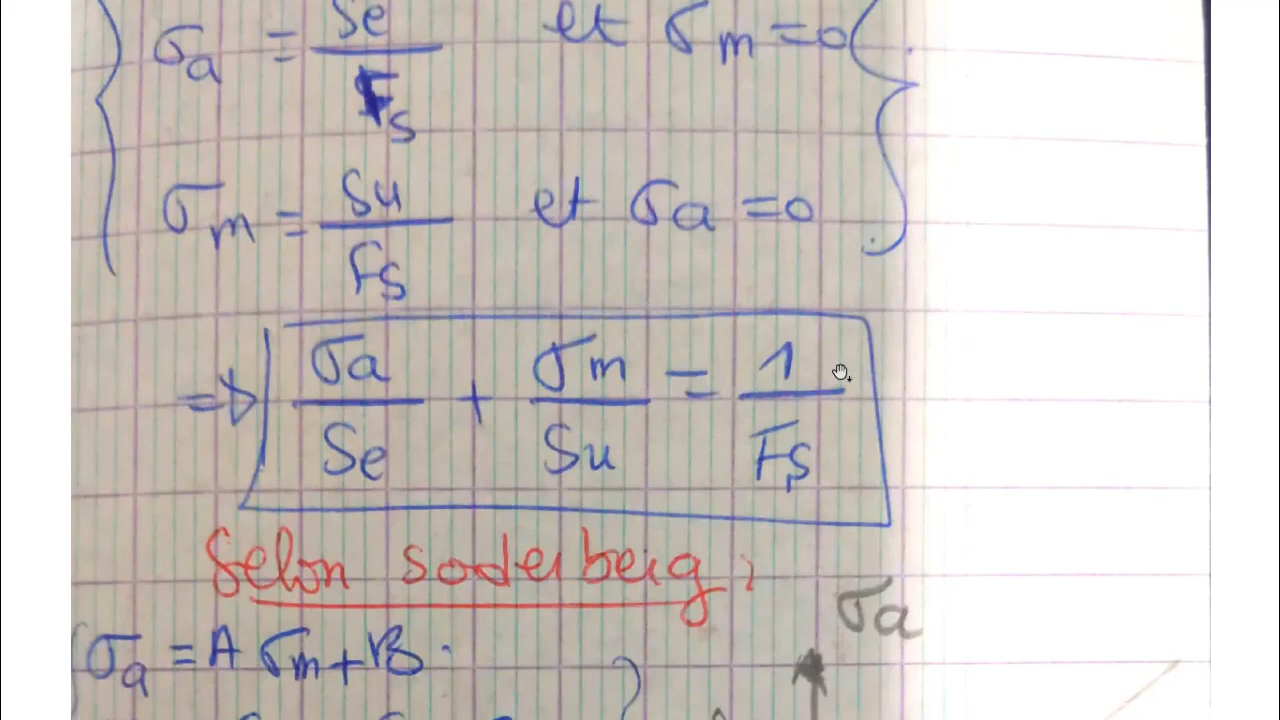 σa = Se/Fs et σm = 0
σm = Su/Fs et σa = 0
=> σa/Se + σm/Su = 1/Fs
Selon soderberg :
σa
σa = A σm + B.